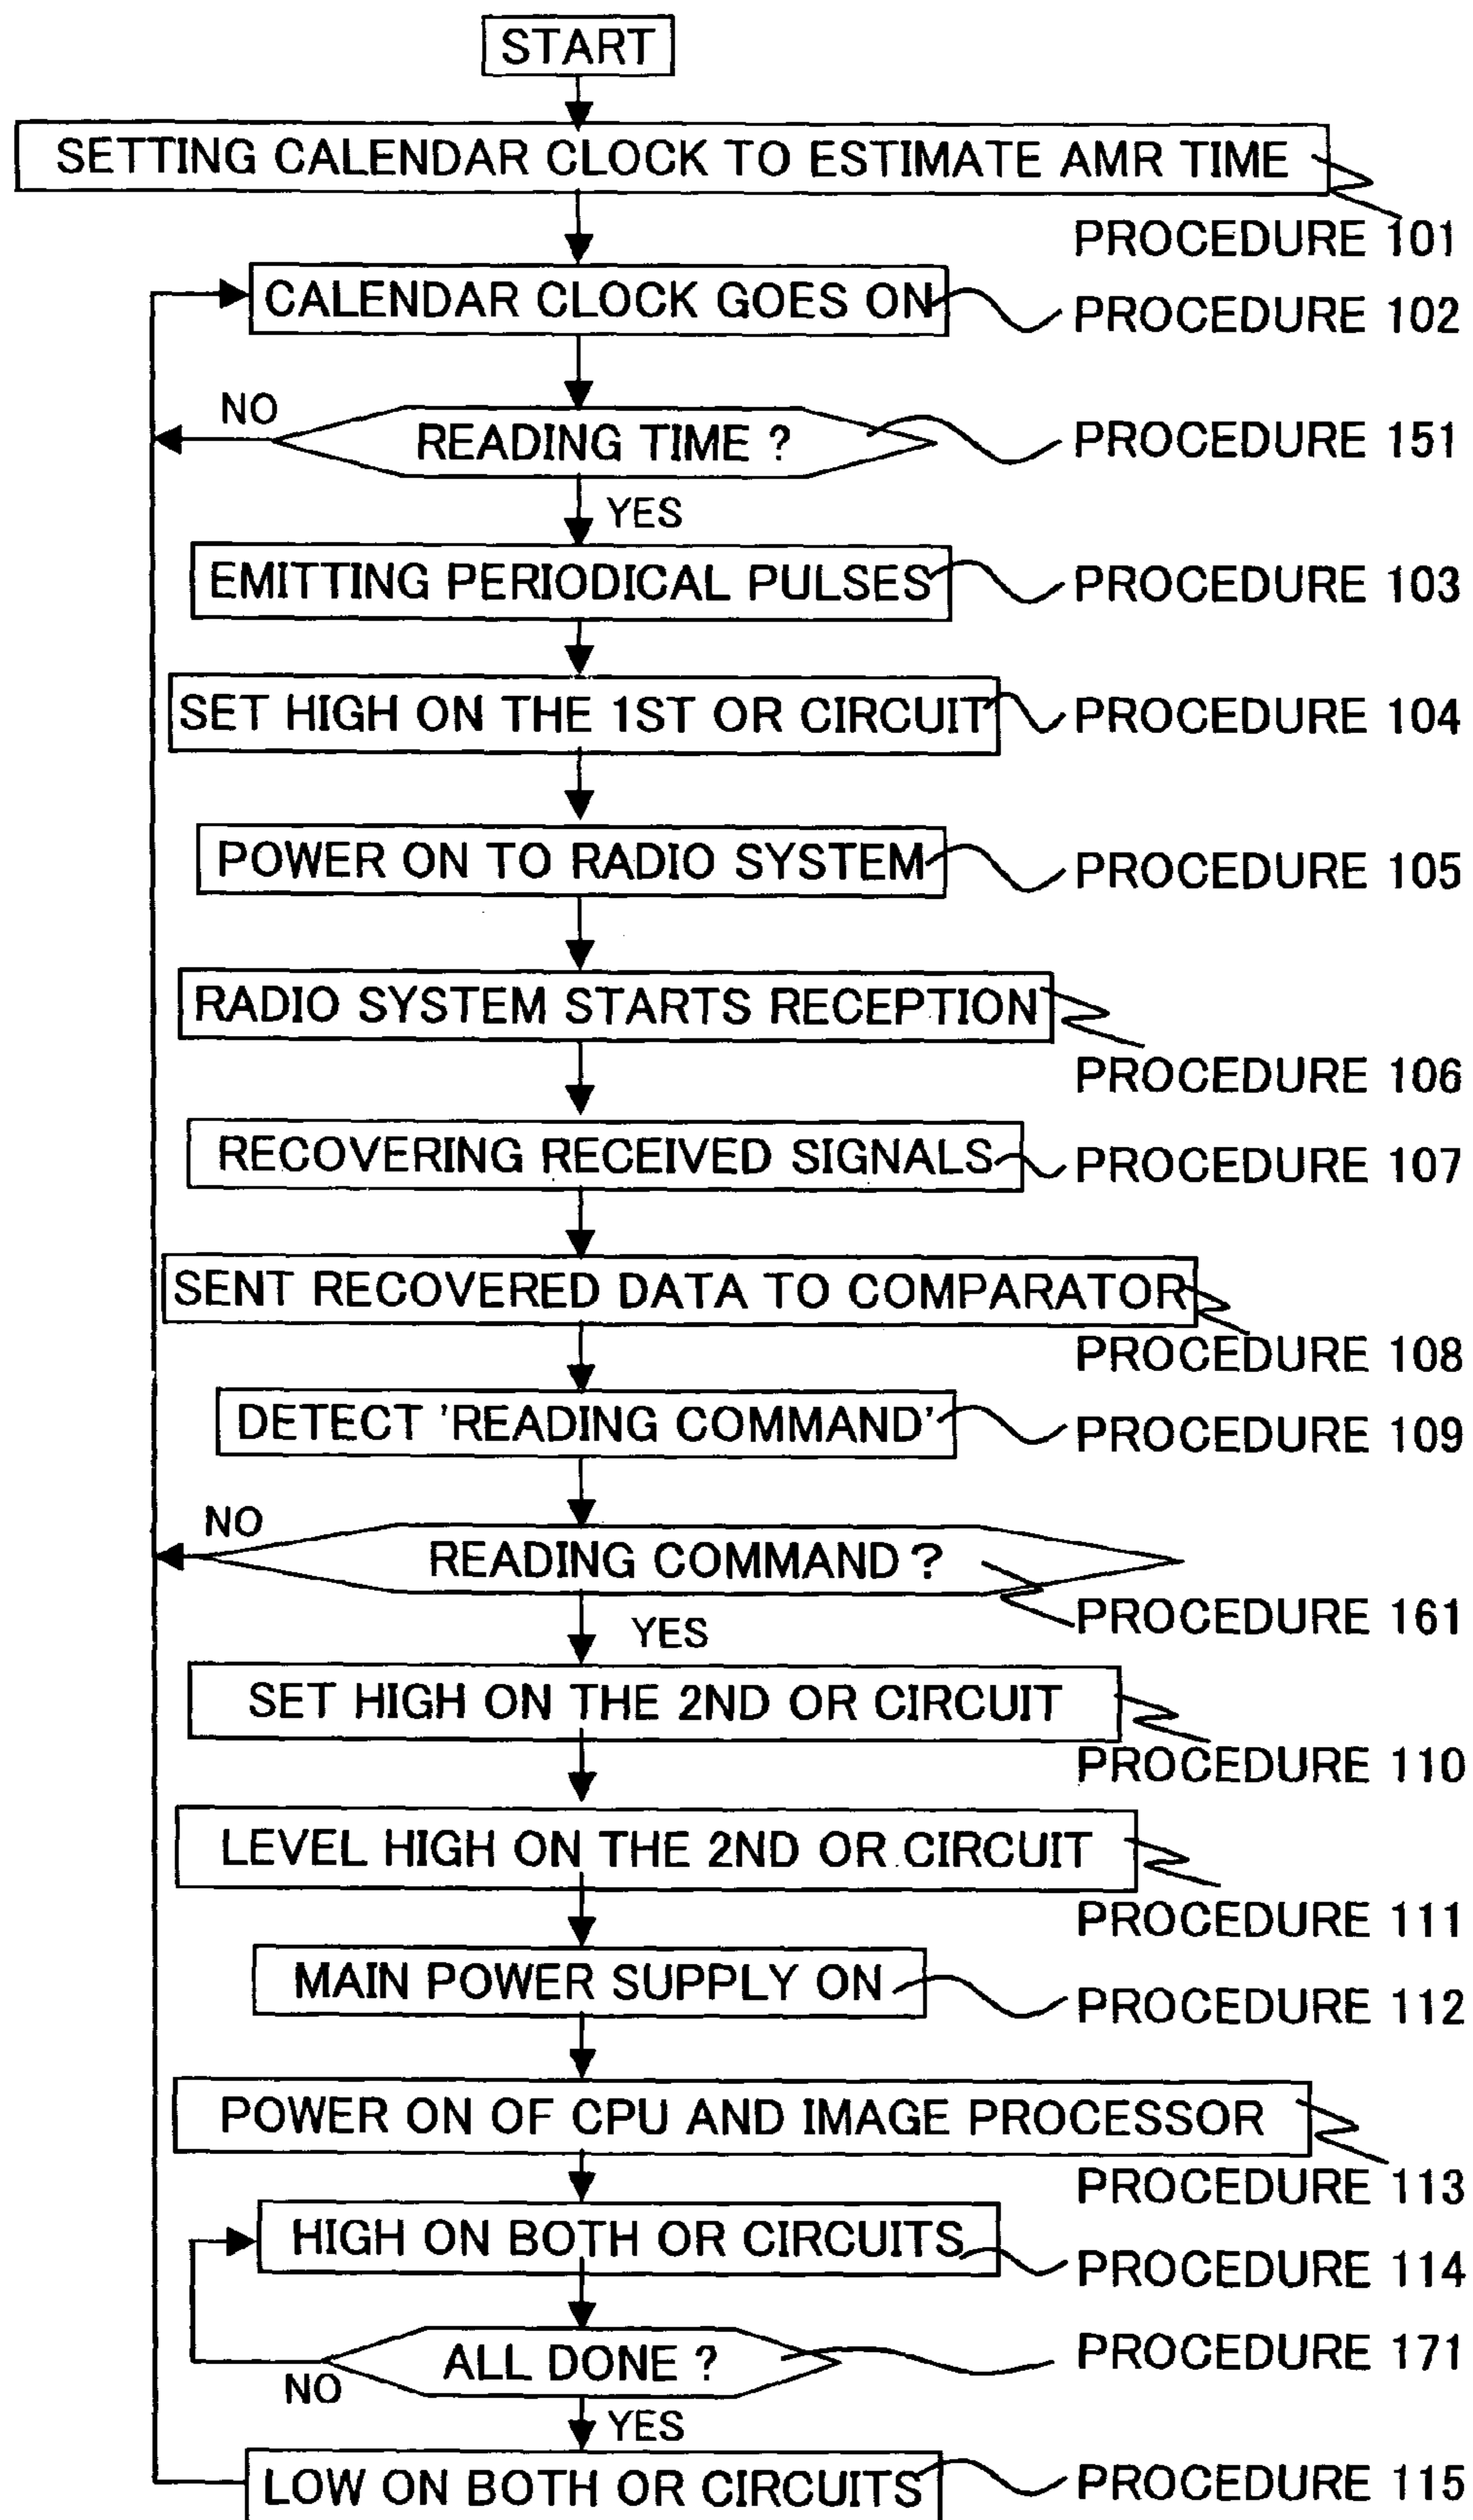 START
SETTING CALENDAR CLOCK TO ESTIMATE AMR TIME
PROCEDURE 101
CALENDAR CLOCK GOES ON
PROCEDURE 102
NO
READING TIME ?
PROCEDURE 151
YES
EMITTING PERIODICAL PULSES
PROCEDURE 103
SET HIGH ON THE 1ST OR CIRCUIT
PROCEDURE 104
POWER ON TO RADIO SYSTEM
PROCEDURE 105
RADIO SYSTEM STARTS RECEPTION
PROCEDURE 106
RECOVERING RECEIVED SIGNALS
PROCEDURE 107
SENT RECOVERED DATA TO COMPARATOR
PROCEDURE 108
DETECT 'READING COMMAND'
PROCEDURE 109
NO
READING COMMAND ?
PROCEDURE 161
YES
SET HIGH ON THE 2ND OR CIRCUIT
PROCEDURE 110
LEVEL HIGH ON THE 2ND OR CIRCUIT
PROCEDURE 111
MAIN POWER SUPPLY ON
PROCEDURE 112
POWER ON OF CPU AND IMAGE PROCESSOR
PROCEDURE 113
HIGH ON BOTH OR CIRCUITS
PROCEDURE 114
ALL DONE ?
PROCEDURE 171
NO
YES
LOW ON BOTH OR CIRCUITS
PROCEDURE 115